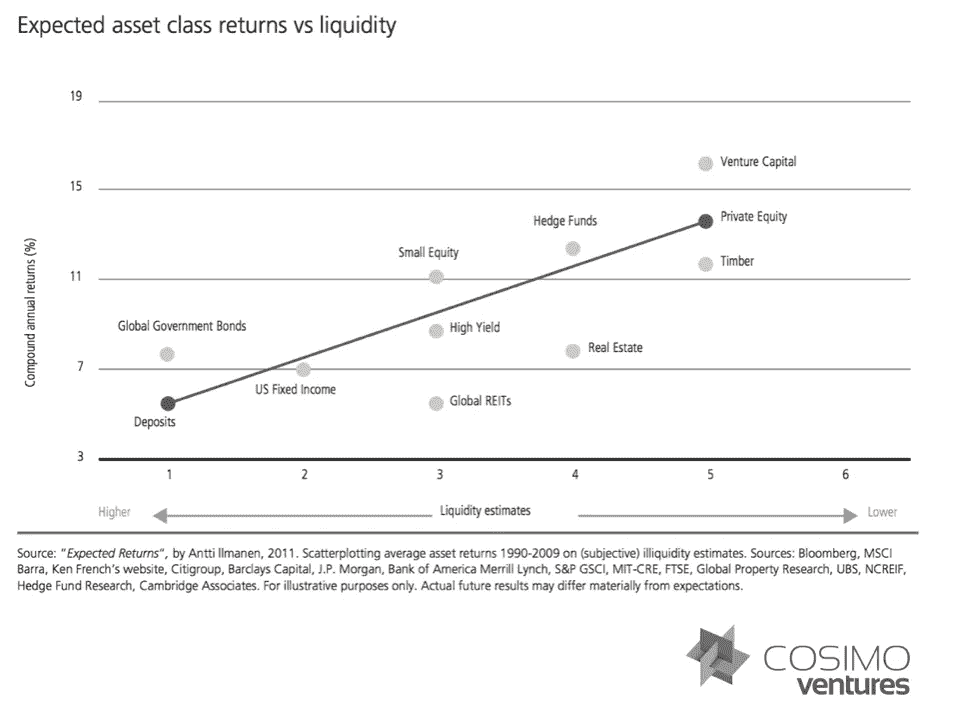 Expected asset class returns vs liquidity
19
Venture Capital
15
Private Equity
Hedge Funds
Small Equity
Timber
11
Compound annual returns (%)
Global Government Bonds
High Yield
Real Estate
7
US Fixed Income
Global REITs
Deposits
3
1 2 3 4 5 6
Higher Liquidity estimates Lower
Source: "Expected Returns", by Antti Ilmanen, 2011. Scatterplotting average asset returns 1990-2009 on (subjective) illiquidity estimates. Sources: Bloomberg, MSCI
Barra, Ken French's website, Citigroup, Barclays Capital, J.P. Morgan, Bank of America Merrill Lynch, S&P GSCI, MIT-CRE, FTSE, Global Property Research, UBS, NCREIF,
Hedge Fund Research, Cambridge Associates. For illustrative purposes only. Actual future results may differ materially from expectations.
COSIMO
ventures